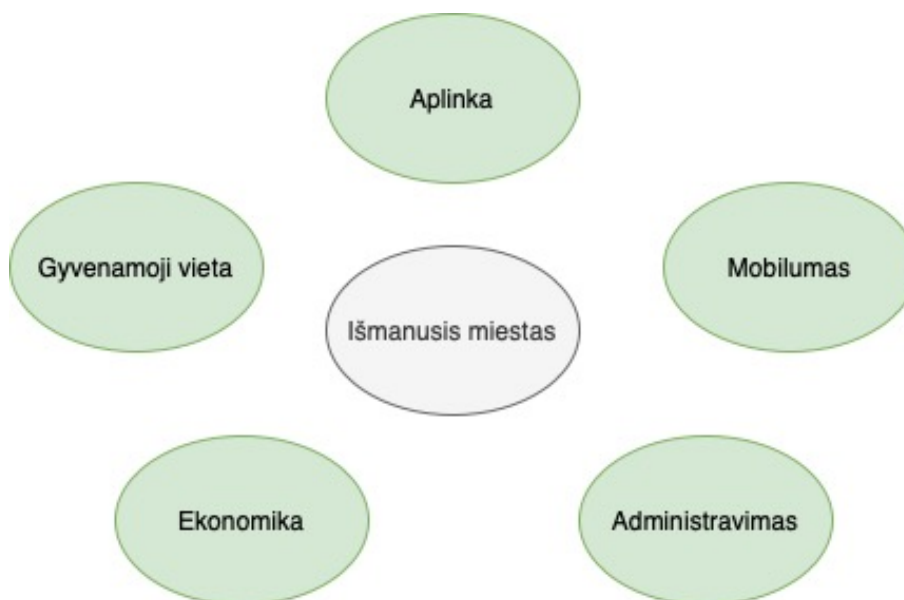 Aplinka
Gyvenamoji vieta
Mobilumas
Išmanusis miestas
Ekonomika
Administravimas